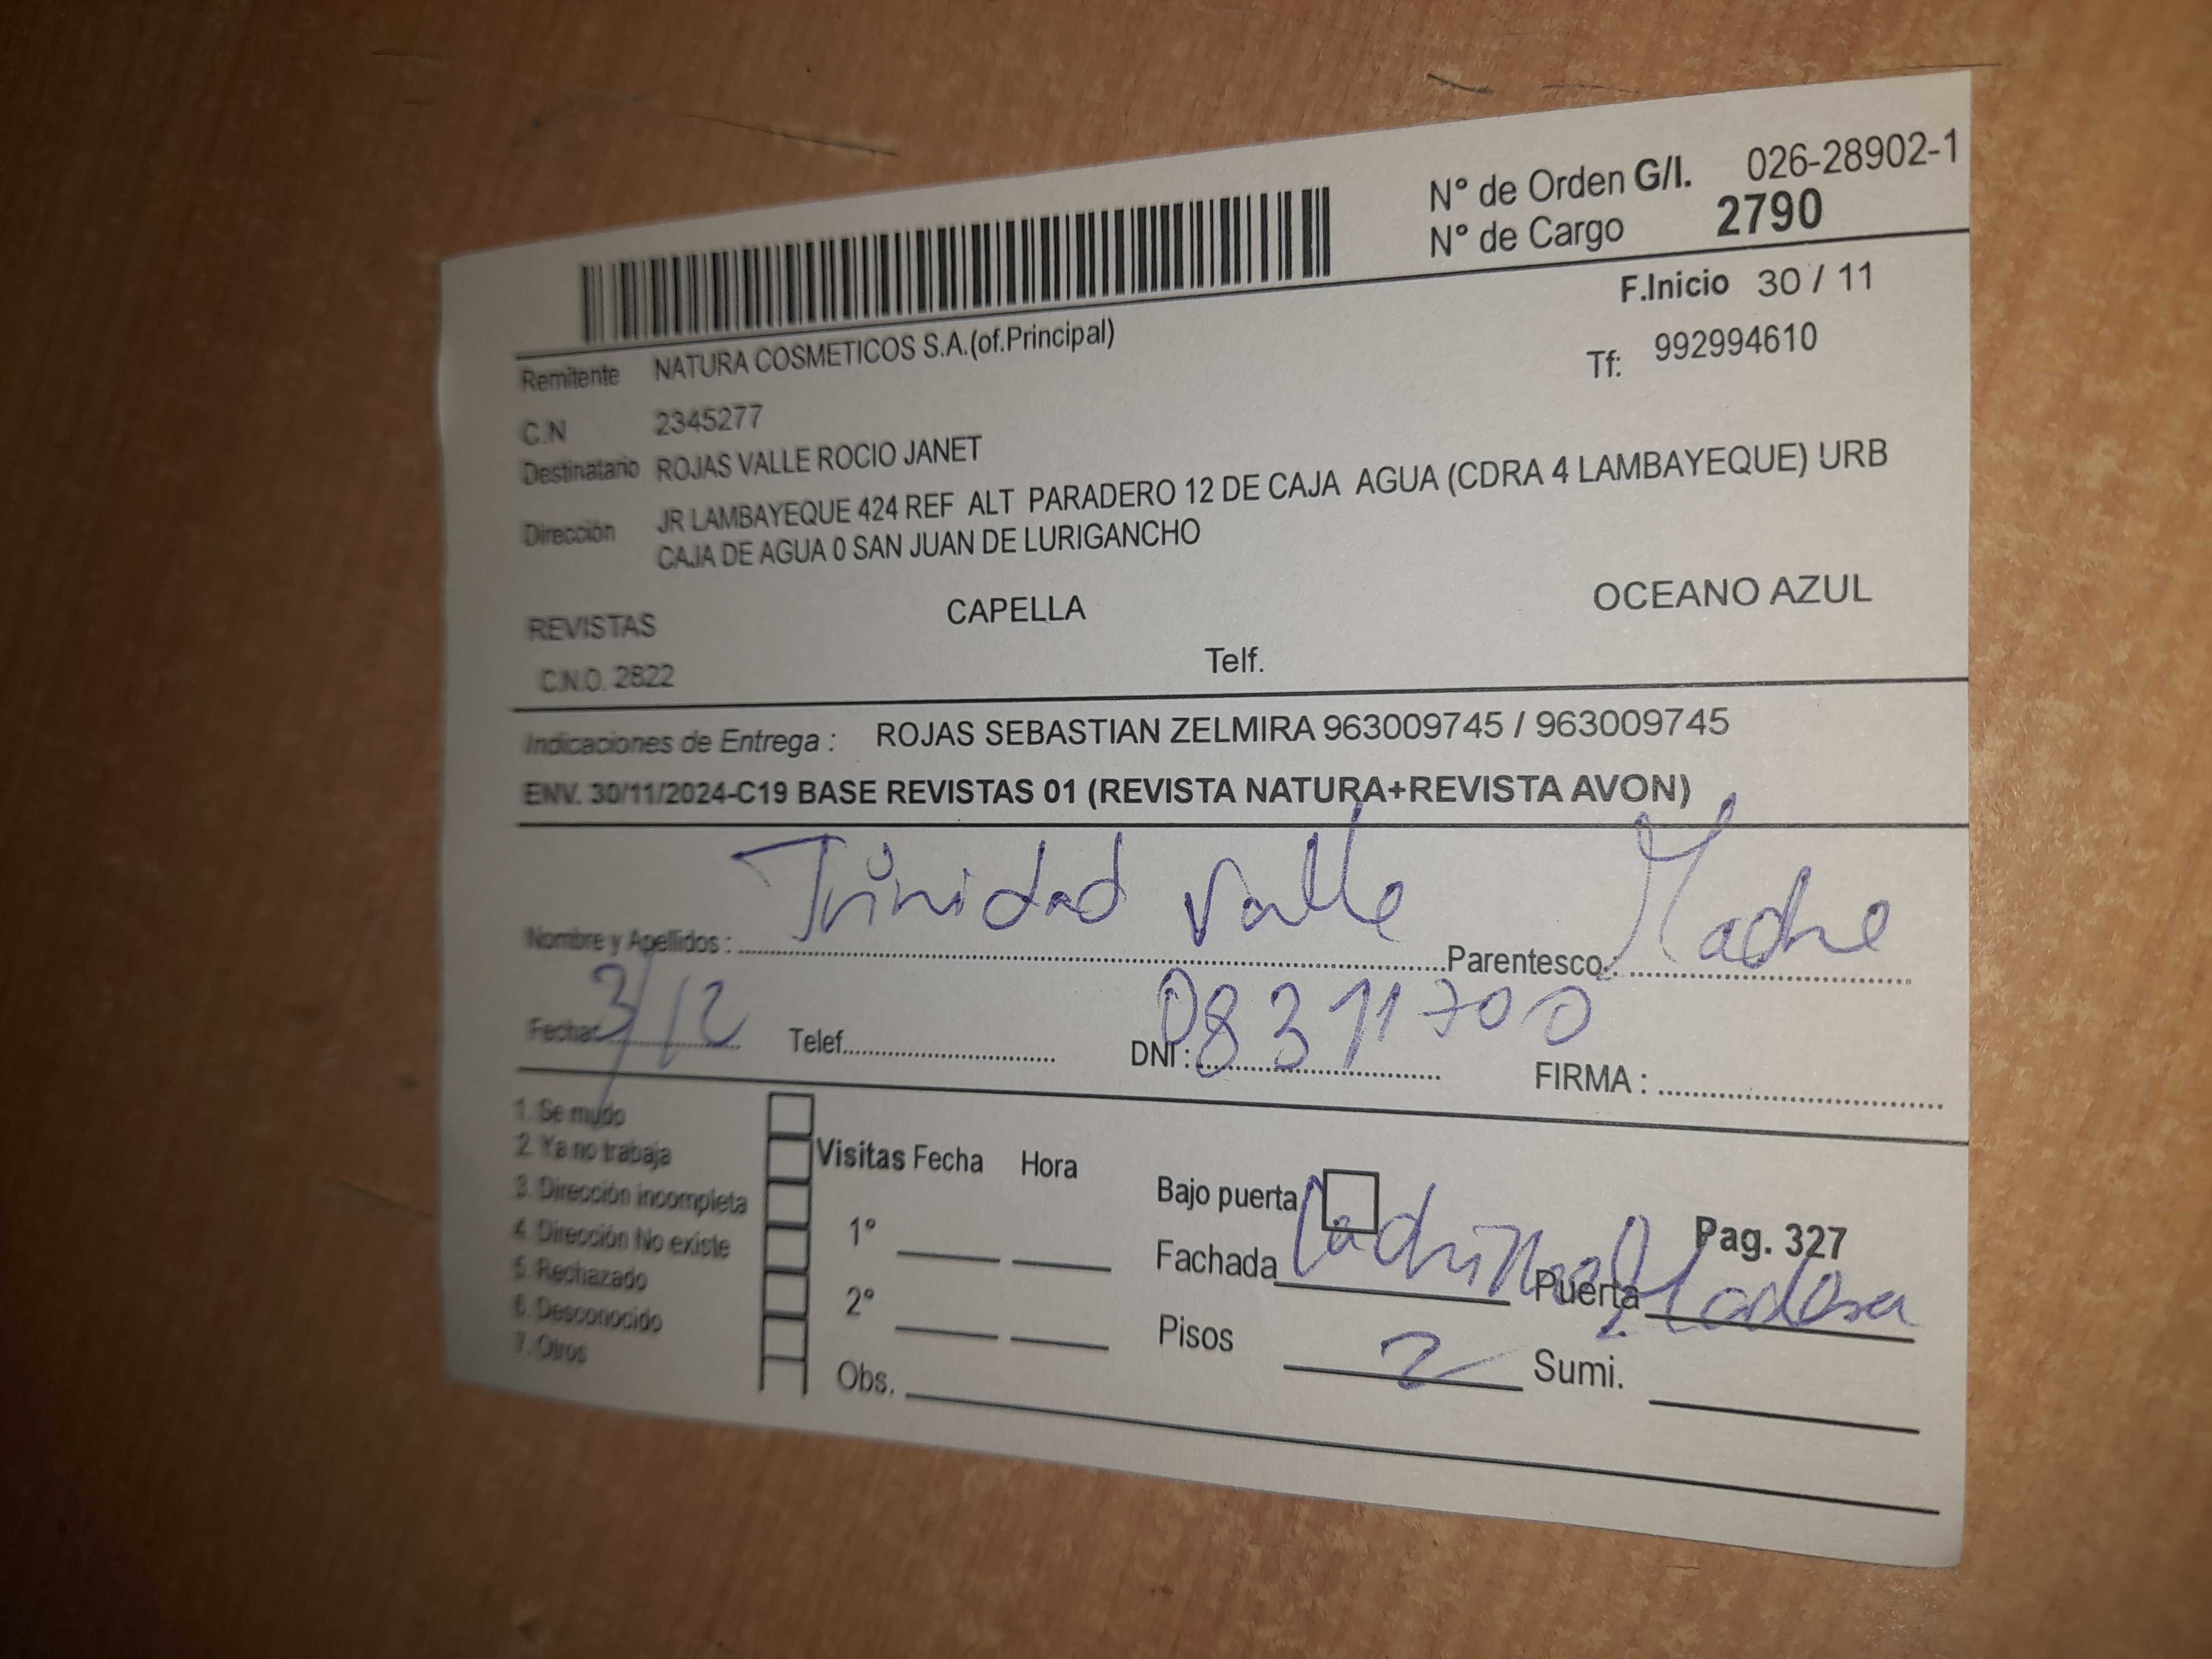 N° de Orden G/I. 026-28902-1
N° de Cargo 2790
F.Inicio 30 / 11
Remitente NATURA COSMETICOS S.A.(of.Principal)
Tf: 992994610
C.N 2345277
Destinatario ROJAS VALLE ROCIO JANET
Dirección JR LAMBAYEQUE 424 REF ALT PARADERO 12 DE CAJA AGUA (CDRA 4 LAMBAYEQUE) URB
CAJA DE AGUA 0 SAN JUAN DE LURIGANCHO
REVISTAS CAPELLA OCEANO AZUL
C.N.O. 2822 Telf.
Indicaciones de Entrega : ROJAS SEBASTIAN ZELMIRA 963009745 / 963009745
ENV. 30/11/2024-C19 BASE REVISTAS 01 (REVISTA NATURA+REVISTA AVON)
Nombre y Apellidos : Trinidad Valle Parentesco: Madre
Fecha: 3/12 Telef. DNI : 08311700 FIRMA :
1. Se mudo
2. Ya no trabaja
3. Dirección incompleta
4. Dirección No existe
5. Rechazado
6. Desconocido
7. Otros
Visitas Fecha Hora
1°
2°
Obs.
Bajo puerta
Pag. 327
Fachada Ladrillo Puerta Madera
Pisos 2 Sumi.